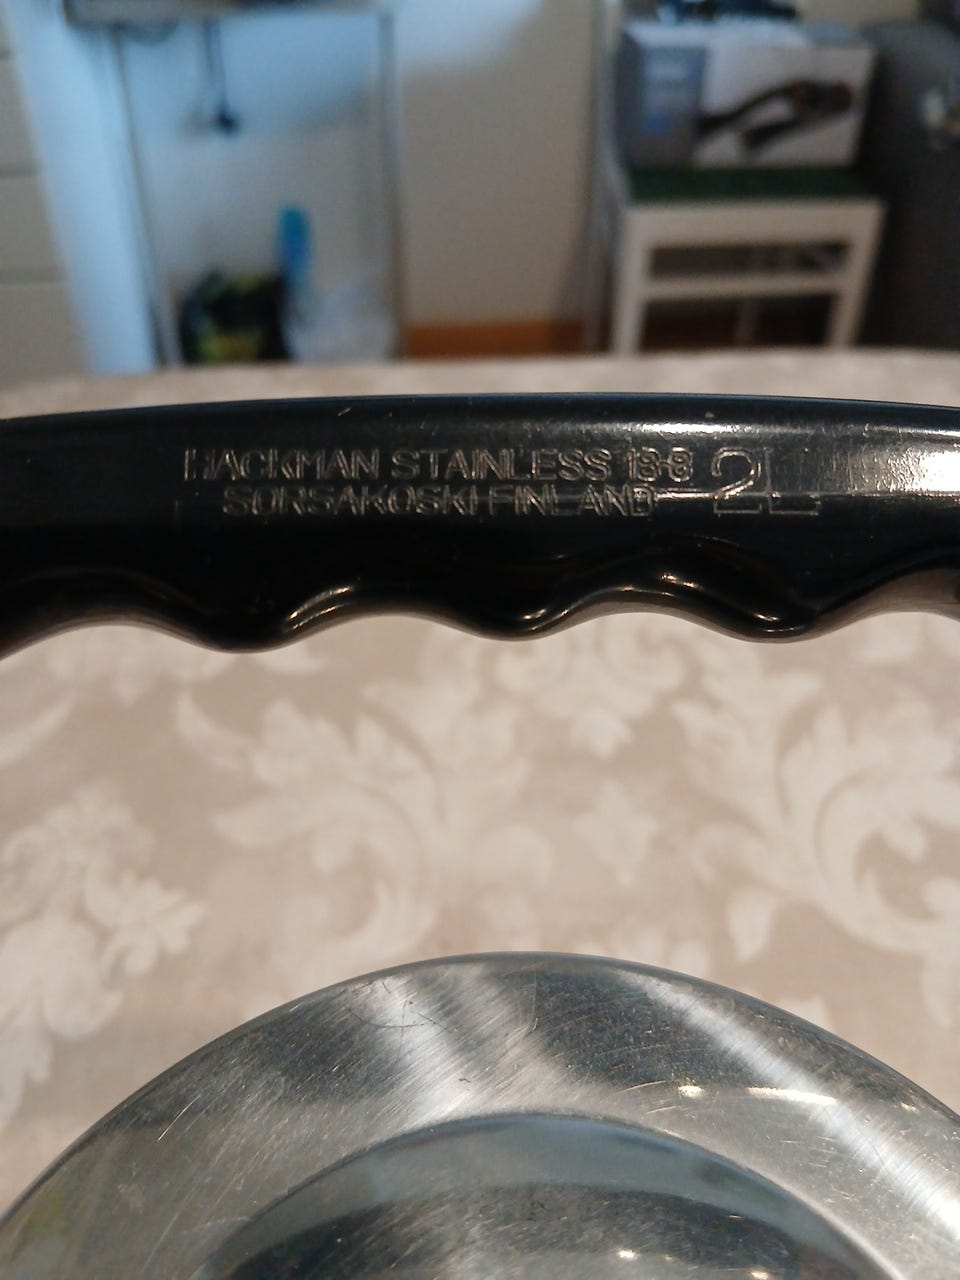 HACKMAN STAINLESS 18-8 2L
SORSAKOSKI FINLAND